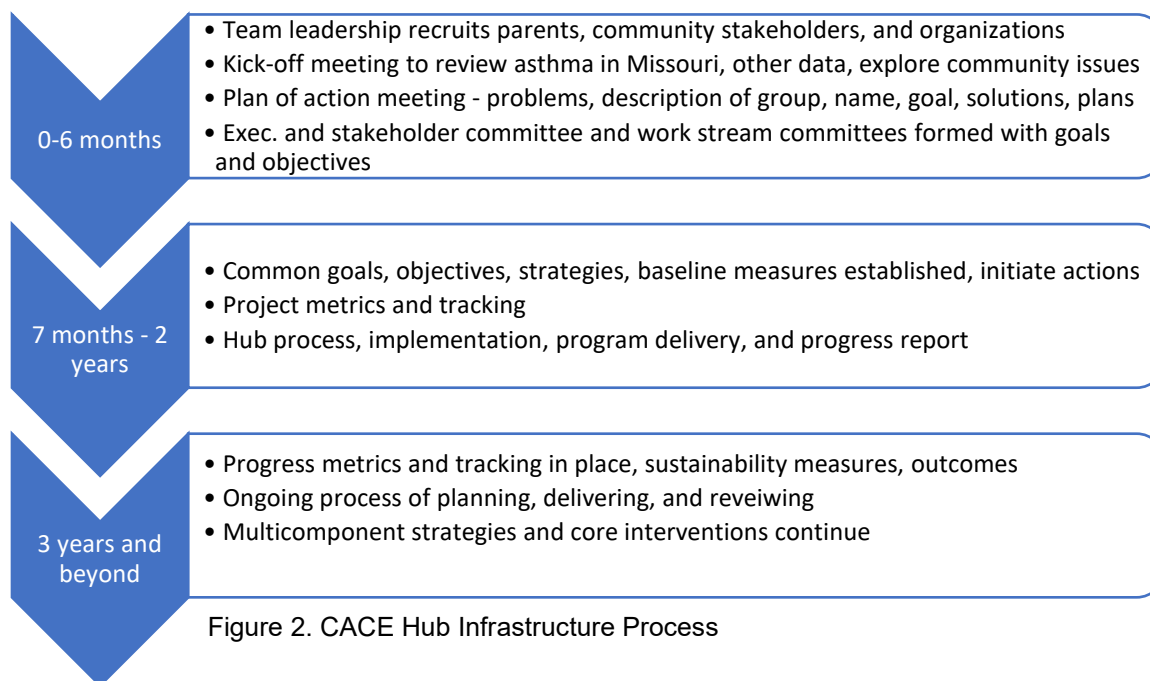 • Team leadership recruits parents, community stakeholders, and organizations
• Kick-off meeting to review asthma in Missouri, other data, explore community issues
• Plan of action meeting - problems, description of group, name, goal, solutions, plans
• Exec. and stakeholder committee and work stream committees formed with goals
and objectives
0-6 months
• Common goals, objectives, strategies, baseline measures established, initiate actions
• Project metrics and tracking
• Hub process, implementation, program delivery, and progress report
7 months - 2
years
• Progress metrics and tracking in place, sustainability measures, outcomes
• Ongoing process of planning, delivering, and reveiwing
• Multicomponent strategies and core interventions continue
3 years and
beyond
Figure 2. CACE Hub Infrastructure Process